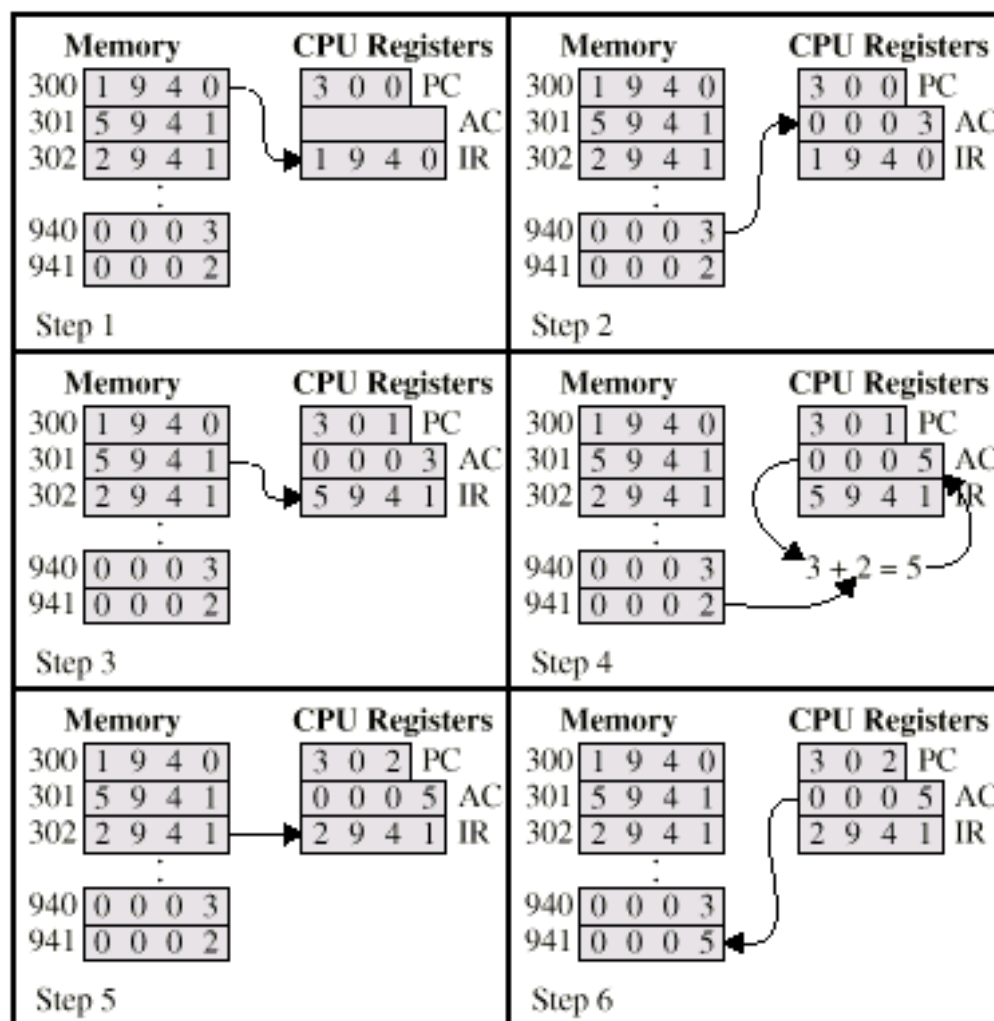 Memory CPU Registers
300 1 9 4 0 3 0 0 PC
301 5 9 4 1 AC
302 2 9 4 1 1 9 4 0 IR
:
940 0 0 0 3
941 0 0 0 2
Step 1
Memory CPU Registers
300 1 9 4 0 3 0 0 PC
301 5 9 4 1 0 0 0 3 AC
302 2 9 4 1 1 9 4 0 IR
:
940 0 0 0 3
941 0 0 0 2
Step 2
Memory CPU Registers
300 1 9 4 0 3 0 1 PC
301 5 9 4 1 0 0 0 3 AC
302 2 9 4 1 5 9 4 1 IR
:
940 0 0 0 3
941 0 0 0 2
Step 3
Memory CPU Registers
300 1 9 4 0 3 0 1 PC
301 5 9 4 1 0 0 0 5 AC
302 2 9 4 1 5 9 4 1 IR
:
940 0 0 0 3 3 + 2 = 5
941 0 0 0 2
Step 4
Memory CPU Registers
300 1 9 4 0 3 0 2 PC
301 5 9 4 1 0 0 0 5 AC
302 2 9 4 1 2 9 4 1 IR
:
940 0 0 0 3
941 0 0 0 2
Step 5
Memory CPU Registers
300 1 9 4 0 3 0 2 PC
301 5 9 4 1 0 0 0 5 AC
302 2 9 4 1 2 9 4 1 IR
:
940 0 0 0 3
941 0 0 0 5
Step 6